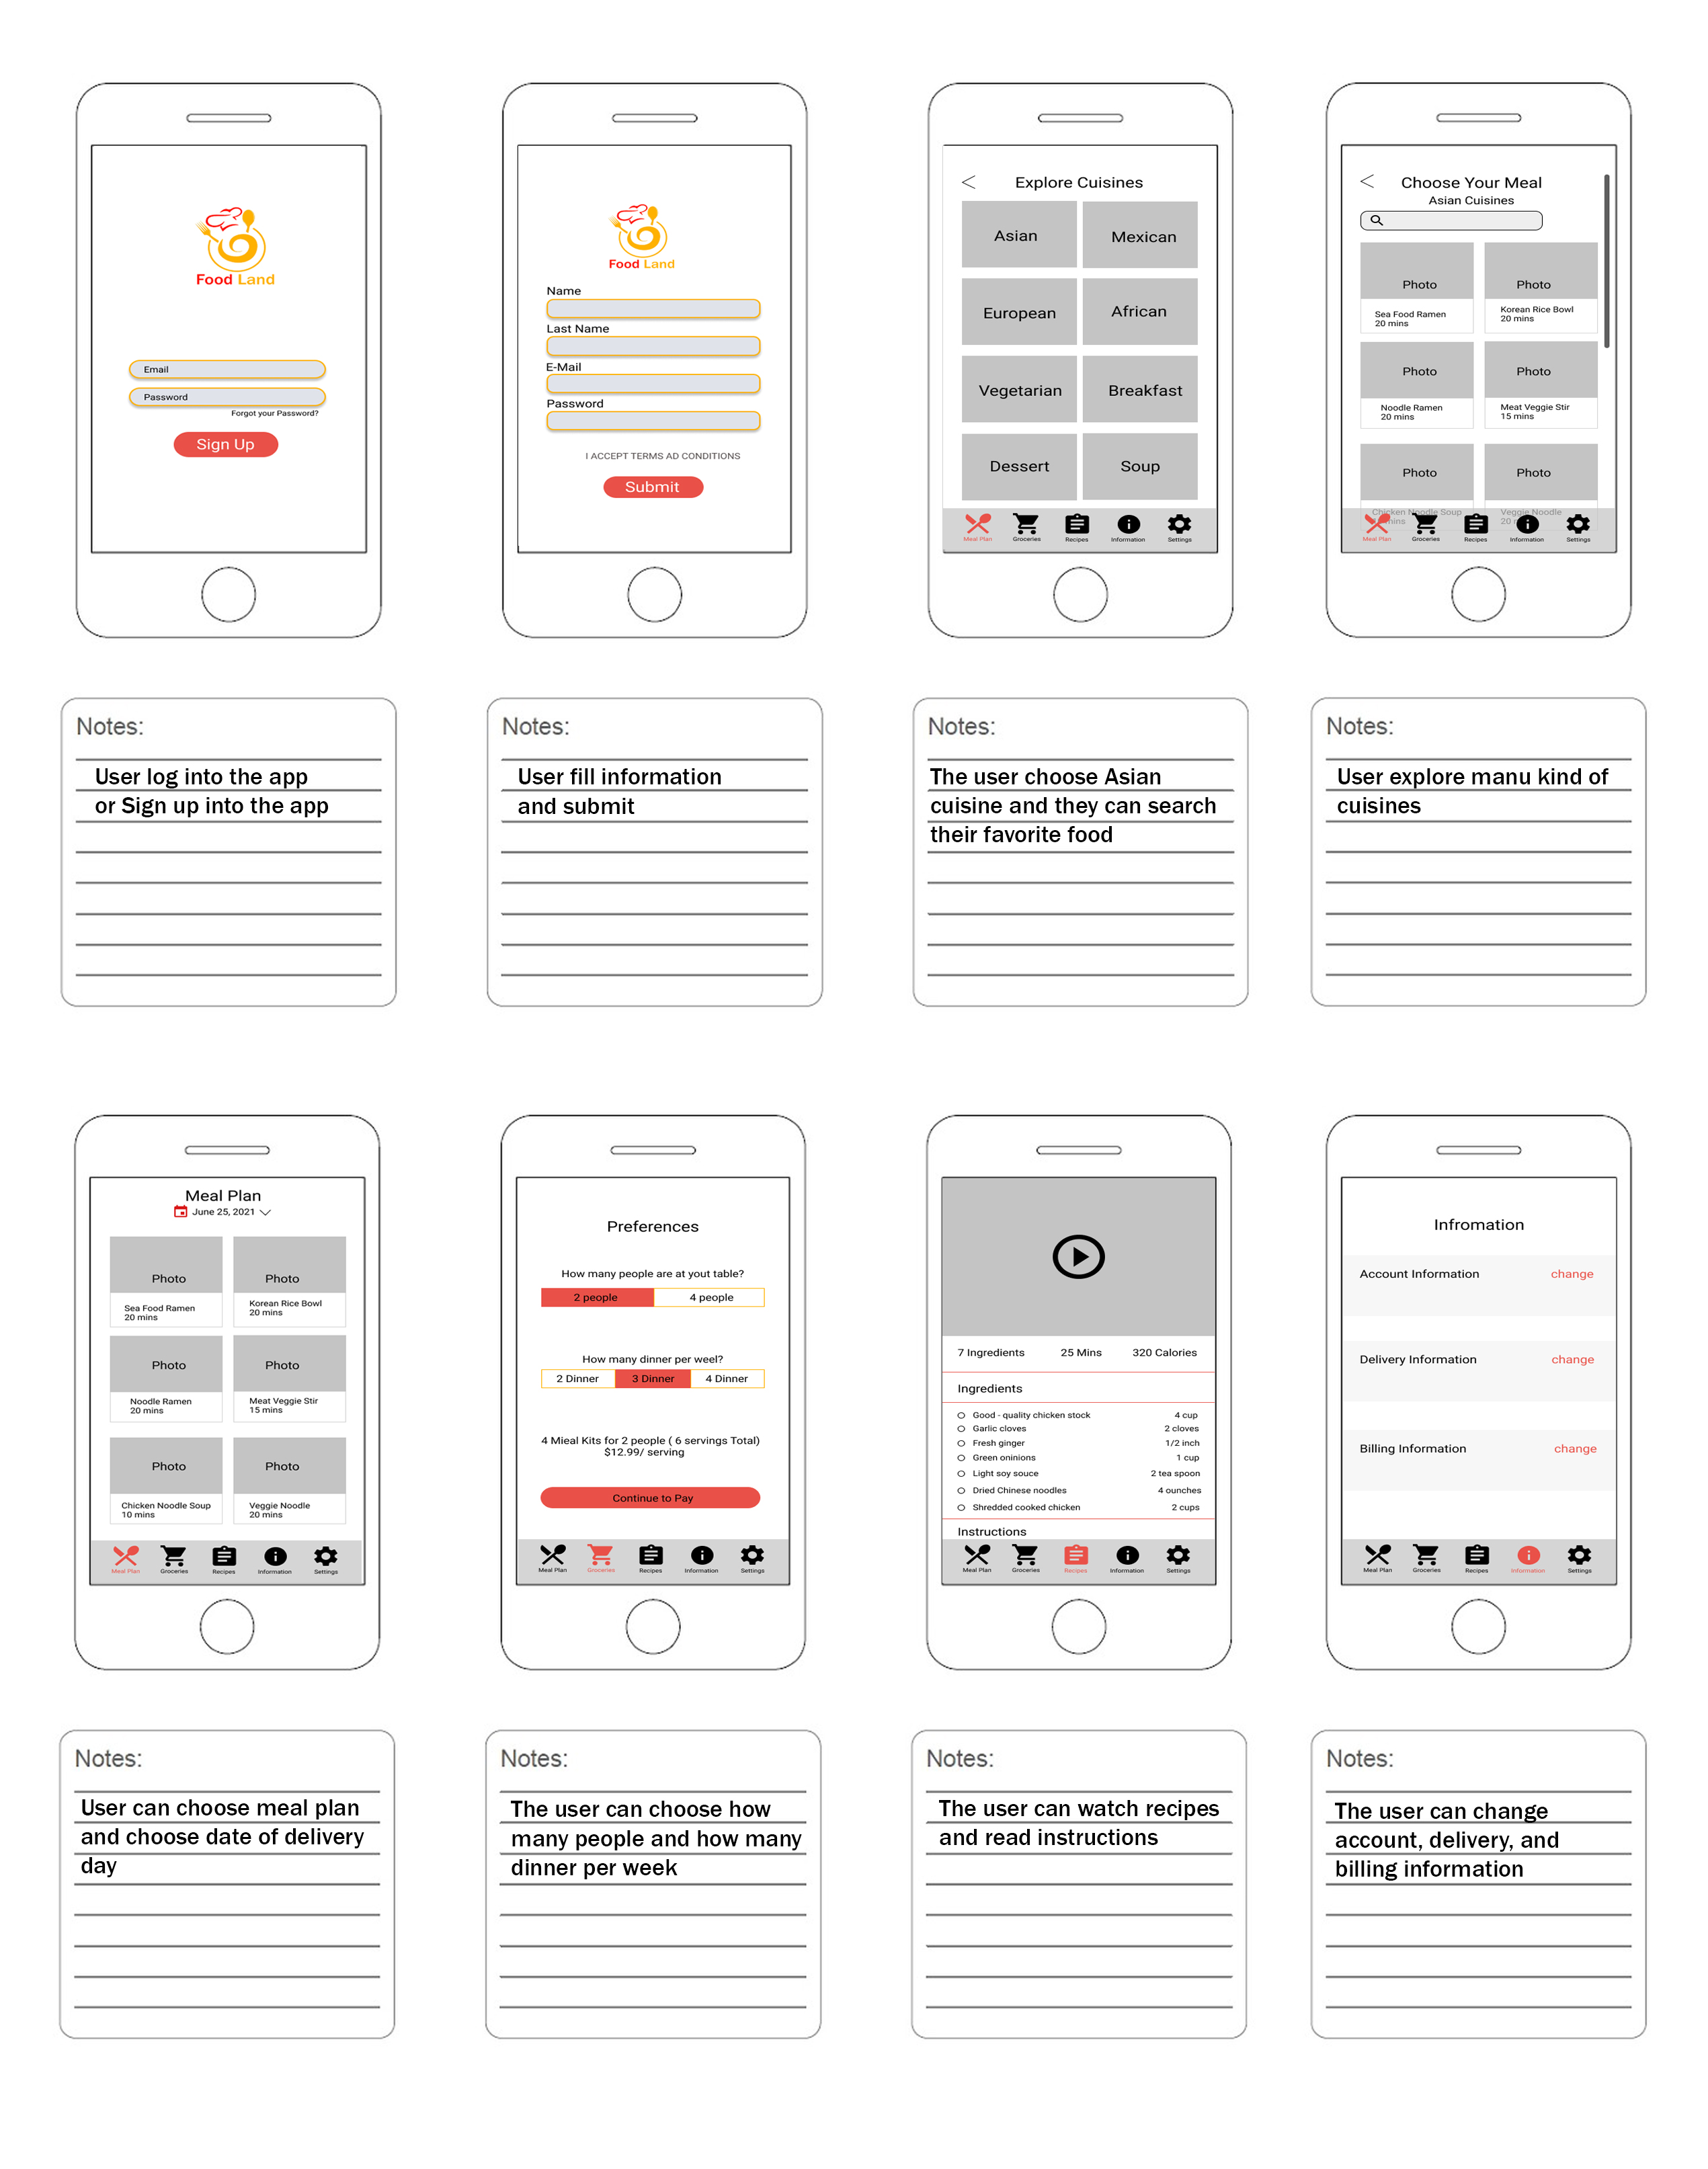 Food Land
Email
Password
Forgot your Password?
Sign Up
Food Land
Name
Last Name
E-Mail
Password
I ACCEPT TERMS AD CONDITIONS
Submit
Explore Cuisines
Asian
Mexican
European
African
Vegetarian
Breakfast
Dessert
Soup
Meal Plan
Groceries
Recipes
Information
Settings
Choose Your Meal
Asian Cuisines
Photo
Sea Food Ramen
20 mins
Photo
Korean Rice Bowl
20 mins
Photo
Noodle Ramen
20 mins
Photo
Meat Veggie Stir
15 mins
Photo
Chicken Noodle Soup
mins
Photo
Veggie Noodle
20
Meal Plan
Groceries
Recipes
Information
Settings
Notes:
User log into the app
or Sign up into the app
Notes:
User fill information
and submit
Notes:
The user choose Asian
cuisine and they can search
their favorite food
Notes:
User explore manu kind of
cuisines
Meal Plan
June 25, 2021
Photo
Sea Food Ramen
20 mins
Photo
Korean Rice Bowl
20 mins
Photo
Noodle Ramen
20 mins
Photo
Meat Veggie Stir
15 mins
Photo
Chicken Noodle Soup
10 mins
Photo
Veggie Noodle
20 mins
Meal Plan
Groceries
Recipes
Information
Settings
Preferences
How many people are at yout table?
2 people
4 people
How many dinner per weel?
2 Dinner
3 Dinner
4 Dinner
4 Mieal Kits for 2 people ( 6 servings Total)
$12.99/ serving
Continue to Pay
Meal Plan
Groceries
Recipes
Information
Settings
7 Ingredients
25 Mins
320 Calories
Ingredients
Good - quality chicken stock 4 cup
Garlic cloves 2 cloves
Fresh ginger 1/2 inch
Green oninions 1 cup
Light soy souce 2 tea spoon
Dried Chinese noodles 4 ounches
Shredded cooked chicken 2 cups
Instructions
Meal Plan
Groceries
Recipes
Information
Settings
Infromation
Account Information change
Delivery Information change
Billing Information change
Meal Plan
Groceries
Recipes
Information
Settings
Notes:
User can choose meal plan
and choose date of delivery
day
Notes:
The user can choose how
many people and how many
dinner per week
Notes:
The user can watch recipes
and read instructions
Notes:
The user can change
account, delivery, and
billing information